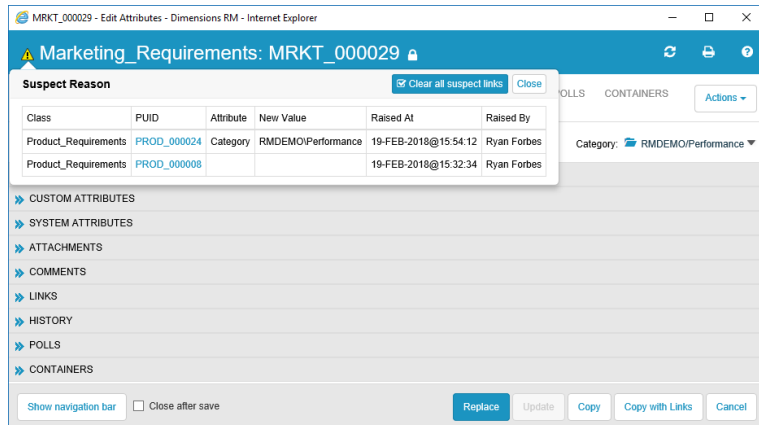 MRKT_000029 - Edit Attributes - Dimensions RM - Internet Explorer
Marketing_Requirements: MRKT_000029
Suspect Reason Clear all suspect links Close
OLLS CONTAINERS Actions
Class PUID Attribute New Value Raised At Raised By
Product_Requirements PROD_000024 Category RMDEMO\Performance 19-FEB-2018@15:54:12 Ryan Forbes
Category: RMDEMO/Performance
Product_Requirements PROD_000008 19-FEB-2018@15:32:34 Ryan Forbes
CUSTOM ATTRIBUTES
SYSTEM ATTRIBUTES
ATTACHMENTS
COMMENTS
LINKS
HISTORY
POLLS
CONTAINERS
Show navigation bar Close after save Replace Update Copy Copy with Links Cancel